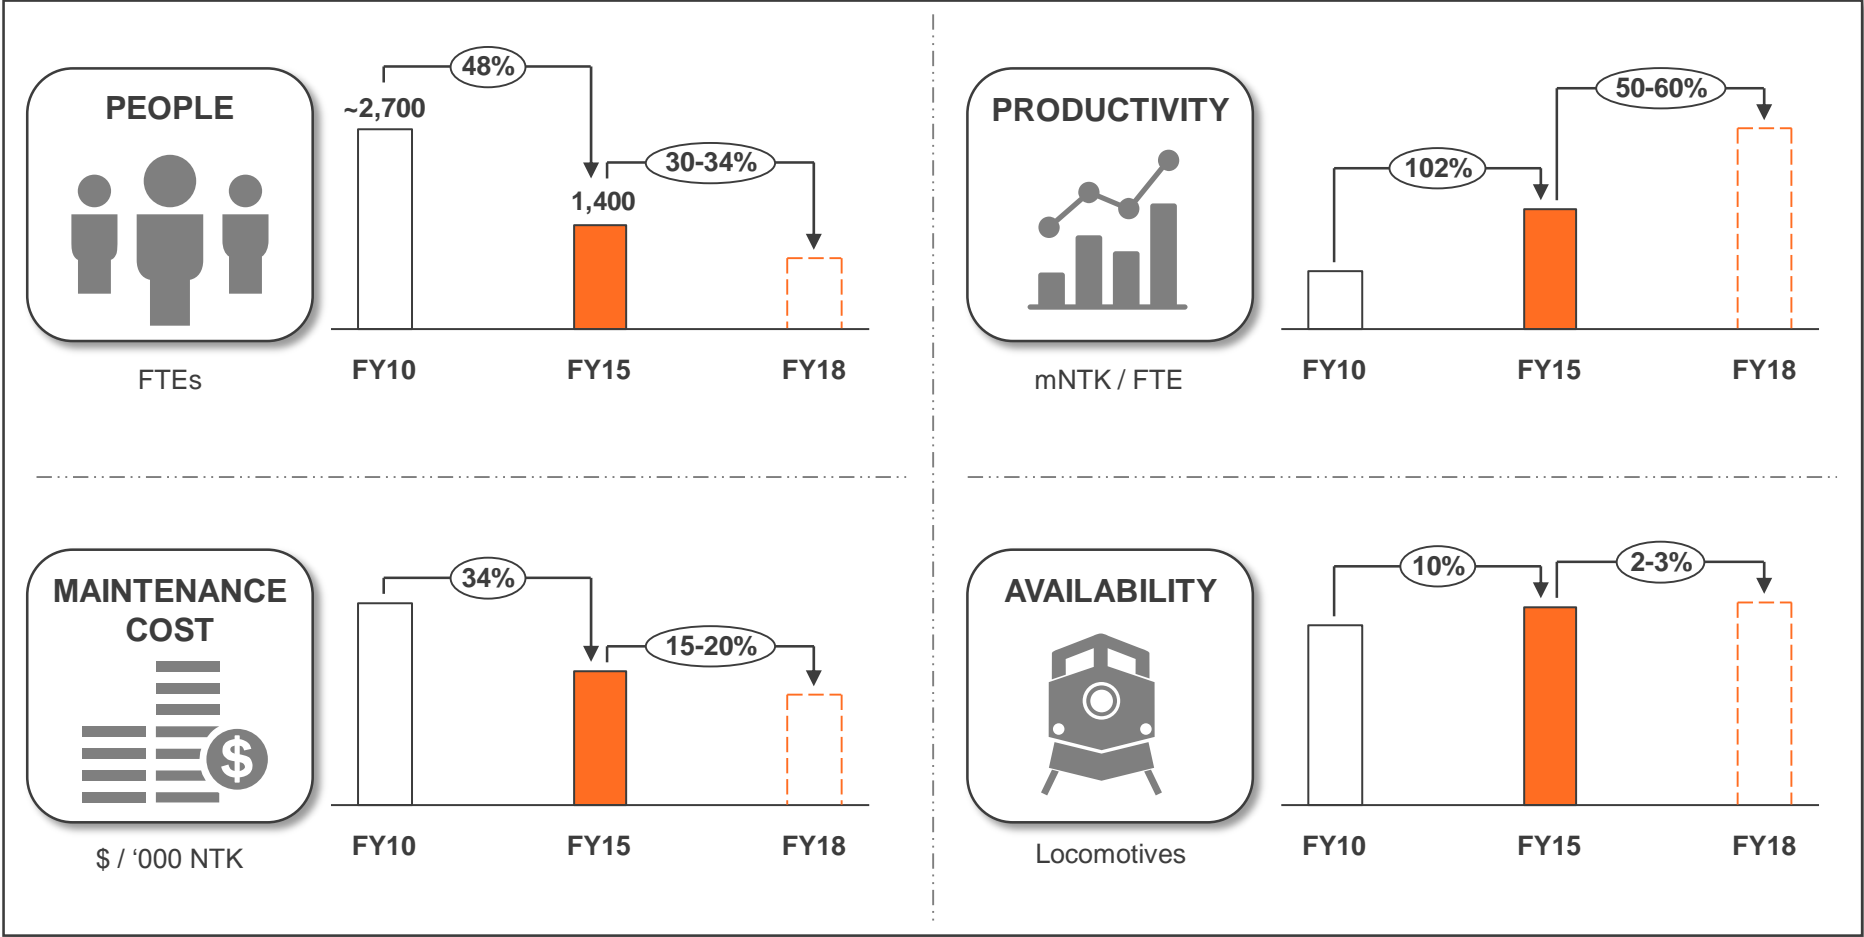 PEOPLE
FTEs
48%
~2,700
30-34%
1,400
FY10 FY15 FY18
PRODUCTIVITY
mNTK / FTE
50-60%
102%
FY10 FY15 FY18
MAINTENANCE
COST
$
$ / ‘000 NTK
34%
15-20%
FY10 FY15 FY18
AVAILABILITY
Locomotives
10%
2-3%
FY10 FY15 FY18